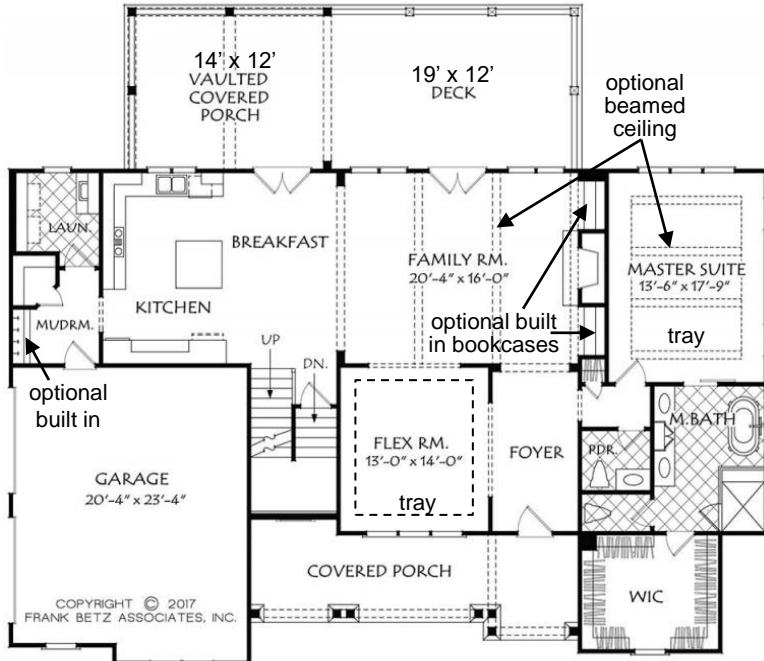 14' x 12'
VAULTED
COVERED
PORCH
19' x 12'
DECK
optional
beamed
ceiling
LAUN.
BREAKFAST
FAMILY RM.
20'-4" x 16'-0"
MASTER SUITE
13'-6" x 17'-9"
tray
KITCHEN
MUDRM.
optional built
in bookcases
UP
DN.
optional
built in
M.BATH
FLEX RM.
13'-0" x 14'-0"
tray
FOYER
PDR.
GARAGE
20'-4" x 23'-4"
COVERED PORCH
WIC
COPYRIGHT © 2017
FRANK BETZ ASSOCIATES, INC.